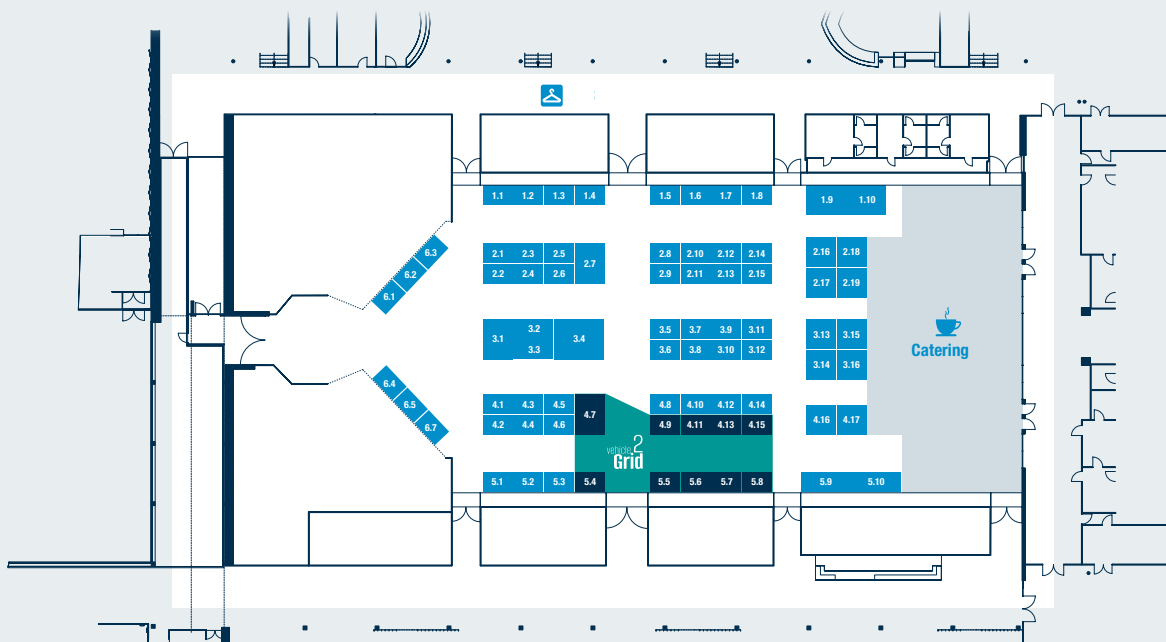 1.1 1.2 1.3 1.4 1.5 1.6 1.7 1.8 1.9 1.10
6.3 2.1 2.3 2.5 2.7 2.8 2.10 2.12 2.14 2.16 2.18
6.2 2.2 2.4 2.6 2.9 2.11 2.13 2.15 2.17 2.19
6.1
3.1 3.2 3.4 3.5 3.7 3.9 3.11 3.13 3.15
3.3 3.6 3.8 3.10 3.12 3.14 3.16
Catering
6.4
6.5 4.1 4.3 4.5 4.7 4.8 4.10 4.12 4.14 4.16 4.17
6.7 4.2 4.4 4.6 4.9 4.11 4.13 4.15
vehicle 2
Grid
5.1 5.2 5.3 5.4 5.5 5.6 5.7 5.8 5.9 5.10